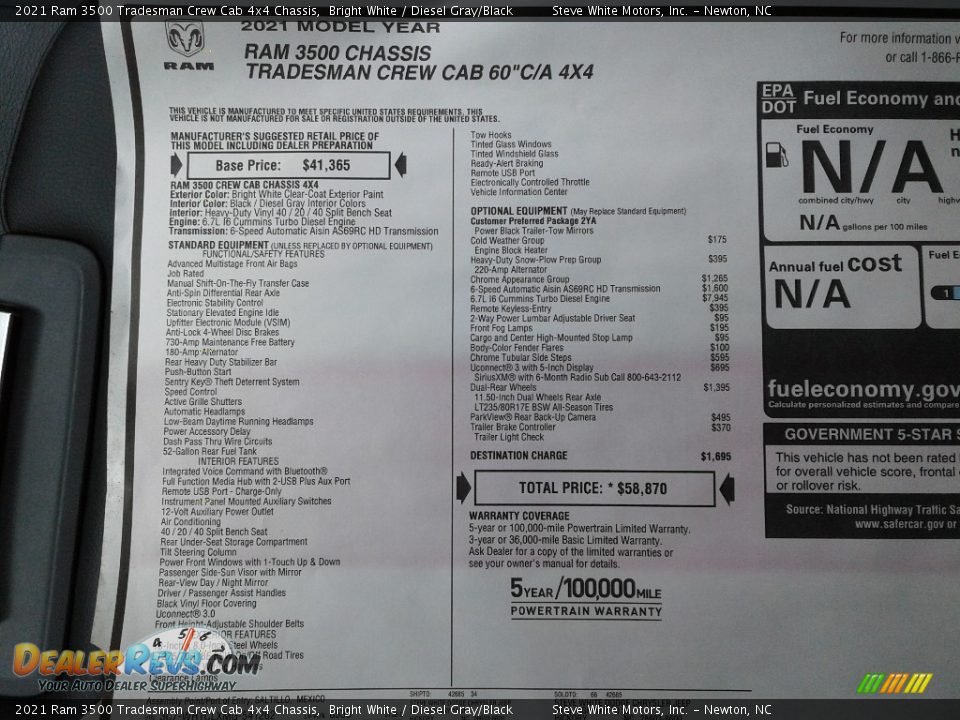 2021 Ram 3500 Tradesman Crew Cab 4x4 Chassis, Bright White / Diesel Gray/Black Steve White Motors, Inc. – Newton, NC
RAM
2021 MODEL YEAR
RAM 3500 CHASSIS
TRADESMAN CREW CAB 60"C/A 4X4
THIS VEHICLE IS MANUFACTURED TO MEET SPECIFIC UNITED STATES REQUIREMENTS. THIS
VEHICLE IS NOT MANUFACTURED FOR SALE OR REGISTRATION OUTSIDE OF THE UNITED STATES.
MANUFACTURER'S SUGGESTED RETAIL PRICE OF
THIS MODEL INCLUDING DEALER PREPARATION
Base Price: $41,365
RAM 3500 CREW CAB CHASSIS 4X4
Exterior Color: Bright White Clear-Coat Exterior Paint
Interior Color: Black / Diesel Gray Interior Colors
Interior: Heavy-Duty Vinyl 40 / 20 / 40 Split Bench Seat
Engine: 6.7L I6 Cummins Turbo Diesel Engine
Transmission: 6-Speed Automatic Aisin AS69RC HD Transmission
STANDARD EQUIPMENT (UNLESS REPLACED BY OPTIONAL EQUIPMENT)
FUNCTIONAL/SAFETY FEATURES
Advanced Multistage Front Air Bags
Job Rated
Manual Shift-On-The-Fly Transfer Case
Anti-Spin Differential Rear Axle
Electronic Stability Control
Stationary Elevated Engine Idle
Upfitter Electronic Module (VSIM)
Anti-Lock 4-Wheel Disc Brakes
730-Amp Maintenance Free Battery
180-Amp Alternator
Rear Heavy Duty Stabilizer Bar
Push-Button Start
Sentry Key® Theft Deterrent System
Speed Control
Active Grille Shutters
Automatic Headlamps
Low-Beam Daytime Running Headlamps
Power Accessory Delay
Dash Pass Thru Wire Circuits
52-Gallon Rear Fuel Tank
INTERIOR FEATURES
Integrated Voice Command with Bluetooth®
Full Function Media Hub with 2-USB Plus Aux Port
Remote USB Port - Charge-Only
Instrument Panel Mounted Auxiliary Switches
12-Volt Auxiliary Power Outlet
Air Conditioning
40 / 20 / 40 Split Bench Seat
Rear Under-Seat Storage Compartment
Tilt Steering Column
Power Front Windows with 1-Touch Up & Down
Passenger Side-Sun Visor with Mirror
Rear-View Day / Night Mirror
Driver / Passenger Assist Handles
Black Vinyl Floor Covering
Uconnect® 3.0
Front Height-Adjustable Shoulder Belts
FEATURES
Steel Wheels
Road Tires
Clearance Lamps
Tow Hooks
Tinted Glass Windows
Tinted Windshield Glass
Ready-Alert Braking
Remote USB Port
Electronically Controlled Throttle
Vehicle Information Center
OPTIONAL EQUIPMENT (May Replace Standard Equipment)
Customer Preferred Package 2YA
Power Black Trailer-Tow Mirrors
Cold Weather Group $175
Engine Block Heater
Heavy-Duty Snow-Plow Prep Group $395
220-Amp Alternator
Chrome Appearance Group $1,265
6-Speed Automatic Aisin AS69RC HD Transmission $1,600
6.7L I6 Cummins Turbo Diesel Engine $7,945
Remote Keyless-Entry $395
2-Way Power Lumbar Adjustable Driver Seat $95
Front Fog Lamps $195
Cargo and Center High-Mounted Stop Lamp $95
Body-Color Fender Flares $100
Chrome Tubular Side Steps $595
Uconnect® 3 with 5-Inch Display $695
SiriusXM® with 6-Month Radio Sub Call 800-643-2112
Dual-Rear Wheels $1,395
11.50-Inch Dual Wheels Rear Axle
LT235/80R17E BSW All-Season Tires
ParkView® Rear Back-Up Camera $495
Trailer Brake Controller $370
Trailer Light Check
DESTINATION CHARGE $1,695
TOTAL PRICE: * $58,870
WARRANTY COVERAGE
5-year or 100,000-mile Powertrain Limited Warranty.
3-year or 36,000-mile Basic Limited Warranty.
Ask Dealer for a copy of the limited warranties or
see your owner's manual for details.
5YEAR/100,000MILE
POWERTRAIN WARRANTY
For more information
or call 1-866-
EPA
DOT
Fuel Economy and
Fuel Economy
N/A
combined city/hwy city
N/A gallons per 100 miles
Annual fuel cost
N/A
Fuel E
1
fueleconomy.gov
Calculate personalized estimates and compare
GOVERNMENT 5-STAR S
This vehicle has not been rated
for overall vehicle score, frontal
or rollover risk.
Source: National Highway Traffic Sa
www.safercar.gov or
SALTILLO, MEXICO
SHIPTO: 42685 34 SOLDTO: 66 42685
4 5 6
DealerRevs.com
Your Auto Dealer SuperHighway
2021 Ram 3500 Tradesman Crew Cab 4x4 Chassis, Bright White / Diesel Gray/Black Steve White Motors, Inc. – Newton, NC